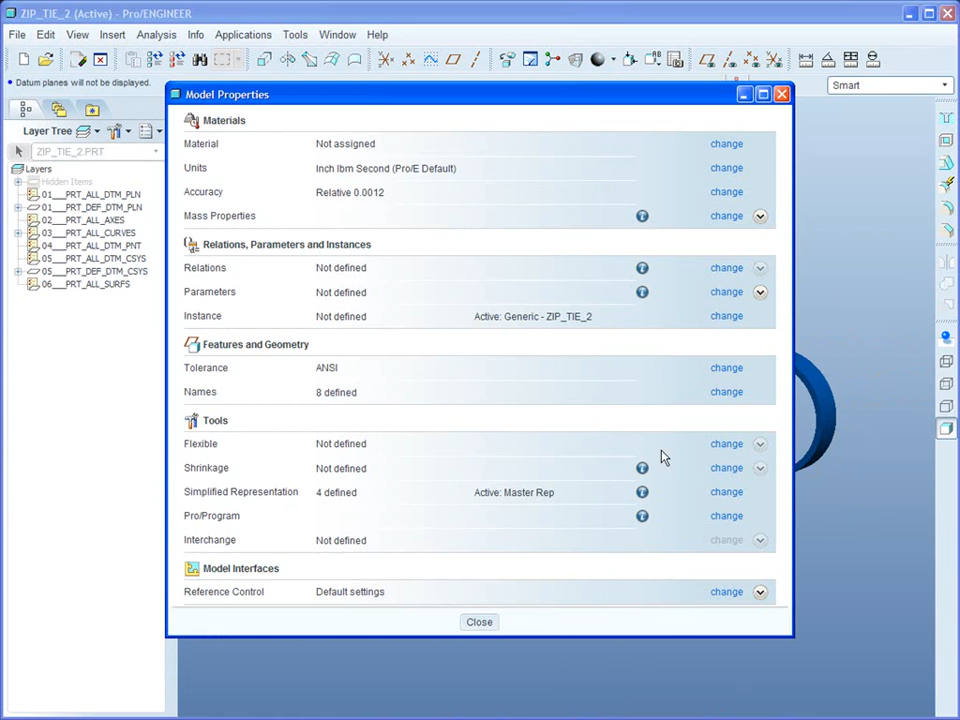 ZIP_TIE_2 (Active) - Pro/ENGINEER
File Edit View Insert Analysis Info Applications Tools Window Help
• Datum planes will not be displayed.
Smart
Layer Tree
ZIP_TIE_2.PRT
Layers
Hidden Items
01___PRT_ALL_DTM_PLN
01___PRT_DEF_DTM_PLN
02___PRT_ALL_AXES
03___PRT_ALL_CURVES
04___PRT_ALL_DTM_PNT
05___PRT_ALL_DTM_CSYS
05___PRT_DEF_DTM_CSYS
06___PRT_ALL_SURFS
Model Properties
Materials
Material Not assigned change
Units Inch lbm Second (Pro/E Default) change
Accuracy Relative 0.0012 change
Mass Properties change
Relations, Parameters and Instances
Relations Not defined change
Parameters Not defined change
Instance Not defined Active: Generic - ZIP_TIE_2 change
Features and Geometry
Tolerance ANSI change
Names 8 defined change
Tools
Flexible Not defined change
Shrinkage Not defined change
Simplified Representation 4 defined Active: Master Rep change
Pro/Program change
Interchange Not defined change
Model Interfaces
Reference Control Default settings change
Close